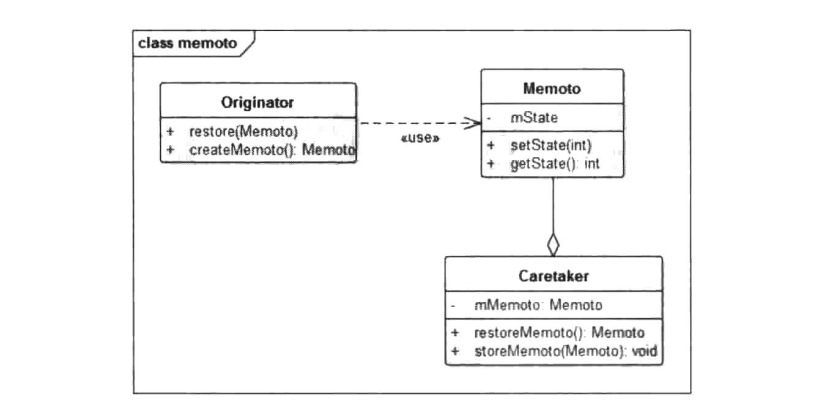 class memoto
Originator
+ restore(Memoto)
+ createMemoto(): Memoto
«use»
Memoto
- mState
+ setState(int)
+ getState(): int
Caretaker
- mMemoto: Memoto
+ restoreMemoto(): Memoto
+ storeMemoto(Memoto): void